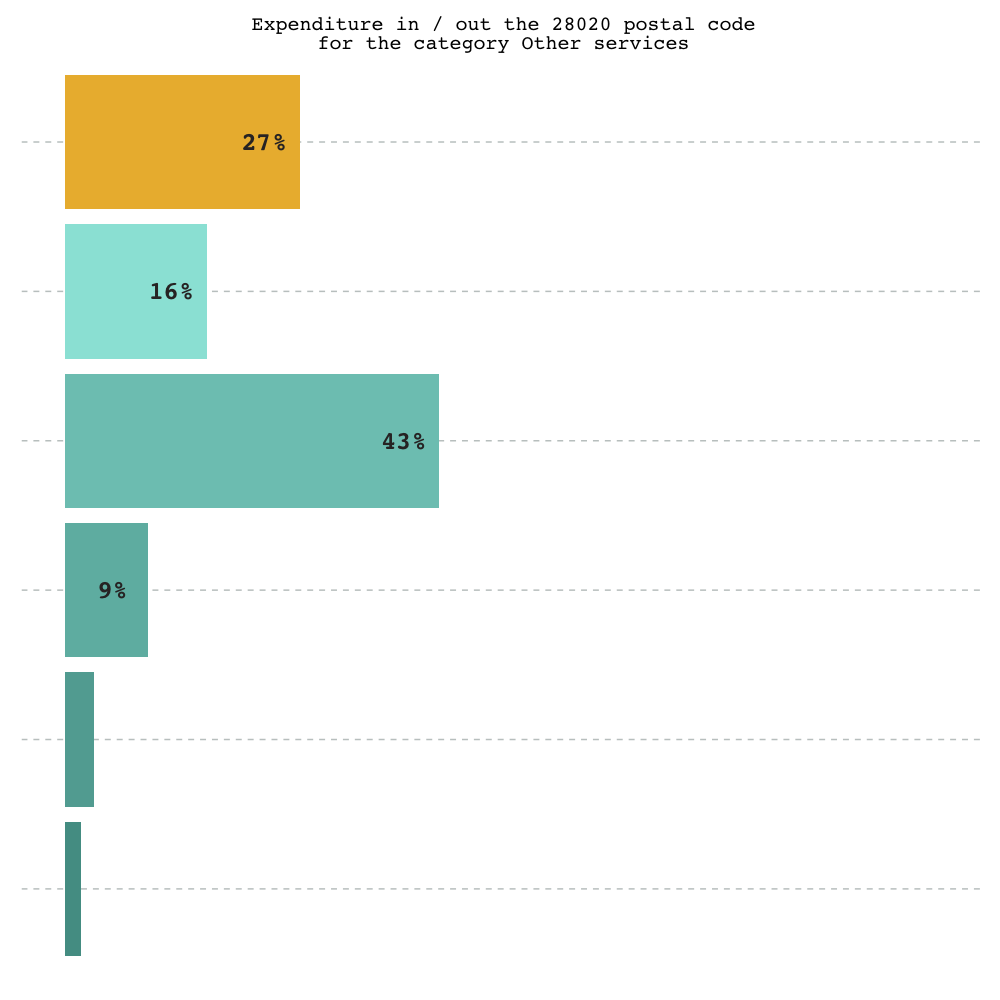 Expenditure in / out the 28020 postal code
for the category Other services
27%
16%
43%
9%